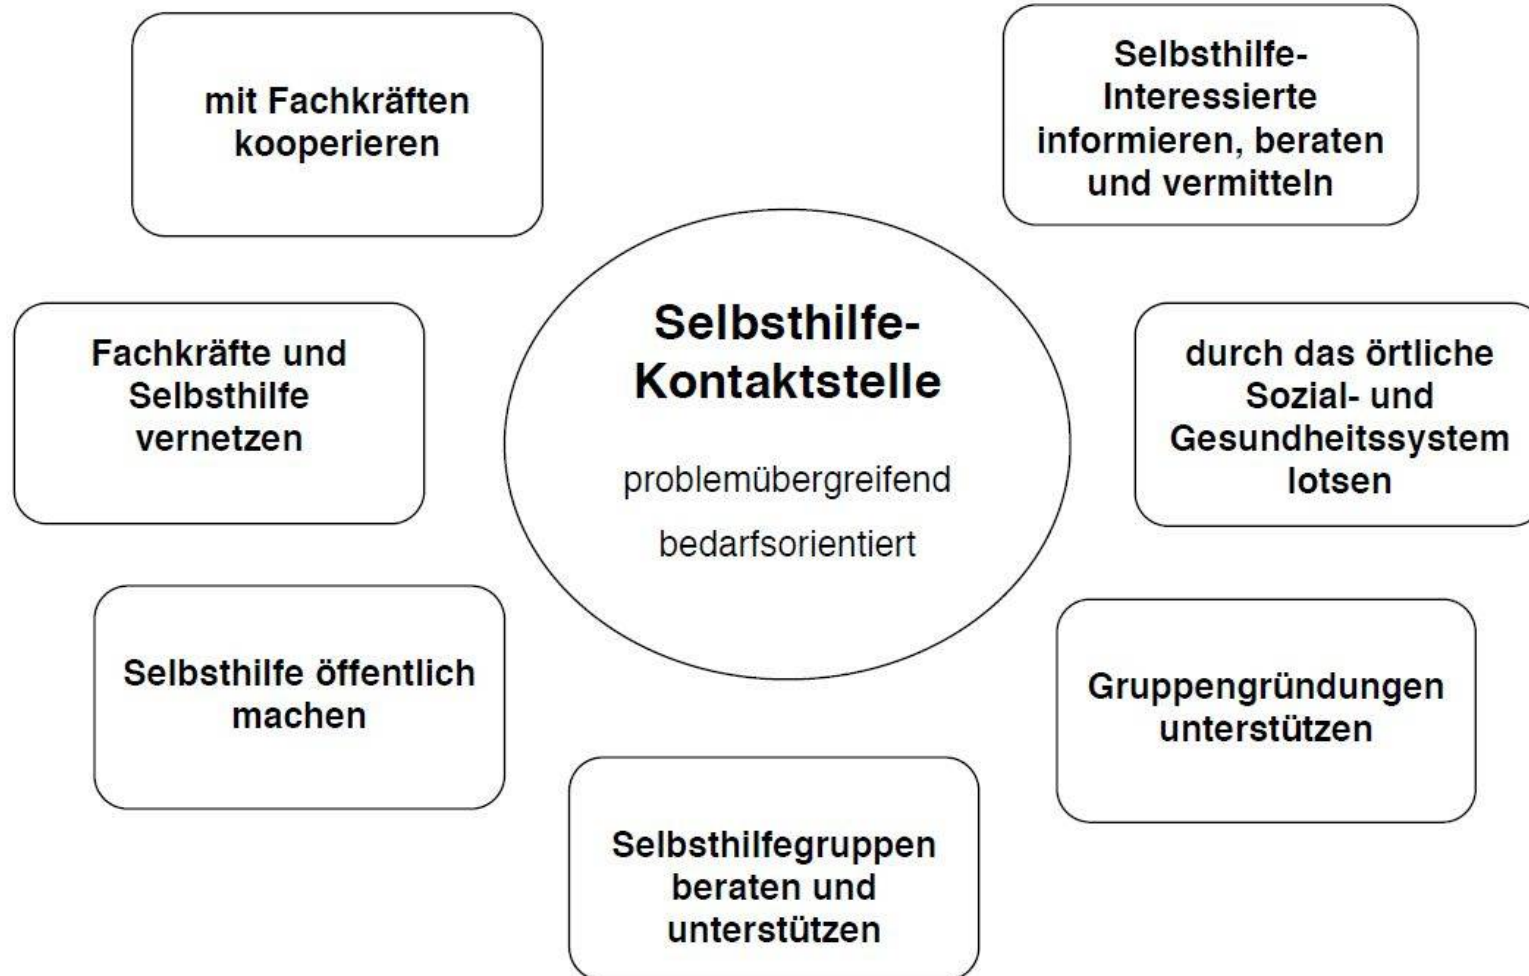 mit Fachkräften
kooperieren
Selbsthilfe-
Interessierte
informieren, beraten
und vermitteln
Selbsthilfe-
Kontaktstelle
problemübergreifend
bedarfsorientiert
Fachkräfte und
Selbsthilfe
vernetzen
durch das örtliche
Sozial- und
Gesundheitssystem
lotsen
Selbsthilfe öffentlich
machen
Gruppengründungen
unterstützen
Selbsthilfegruppen
beraten und
unterstützen